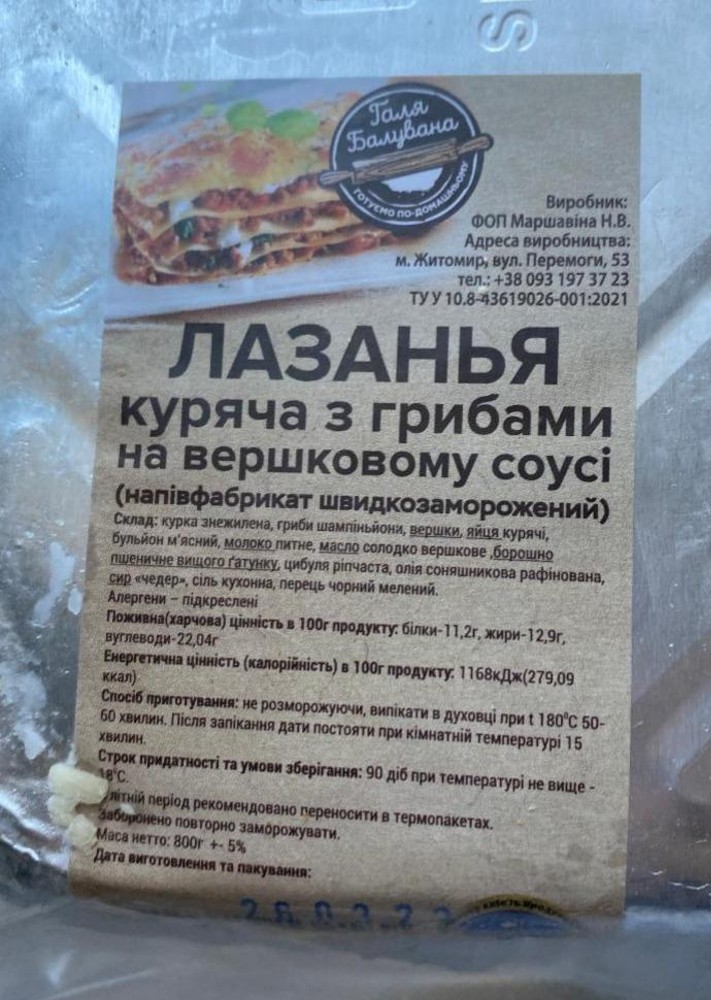 Галя
Балувана
ГОТУЄМО ПО-ДОМАШНЬОМУ
Виробник:
ФОП Маршавіна Н.В.
Адреса виробництва:
м. Житомир, вул. Перемоги, 53
тел.: +38 093 197 37 23
ТУ У 10.8-43619026-001:2021
ЛАЗАНЬЯ
куряча з грибами
на вершковому соусі
(напівфабрикат швидкозаморожений)
Склад: курка знежилена, гриби шампіньйони, вершки, яйця курячі,
бульйон м'ясний, молоко питне, масло солодко вершкове ,борошно
пшеничне вищого ґатунку, цибуля ріпчаста, олія соняшникова рафінована,
сир «чедер», сіль кухонна, перець чорний мелений.
Алергени – підкреслені
Поживна(харчова) цінність в 100г продукту: білки-11,2г, жири-12,9г,
вуглеводи-22,04г
Енергетична цінність (калорійність) в 100г продукту: 1168кДж(279,09
ккал)
Спосіб приготування: не розморожуючи, випікати в духовці при t 180°С 50-
60 хвилин. Після запікання дати постояти при кімнатній температурі 15
хвилин.
Строк придатності та умови зберігання: 90 діб при температурі не вище -
18°С.
літній період рекомендовано переносити в термопакетах.
Заборонено повторно заморожувати.
Маса нетто: 800г +- 5%
Дата виготовлення та пакування: